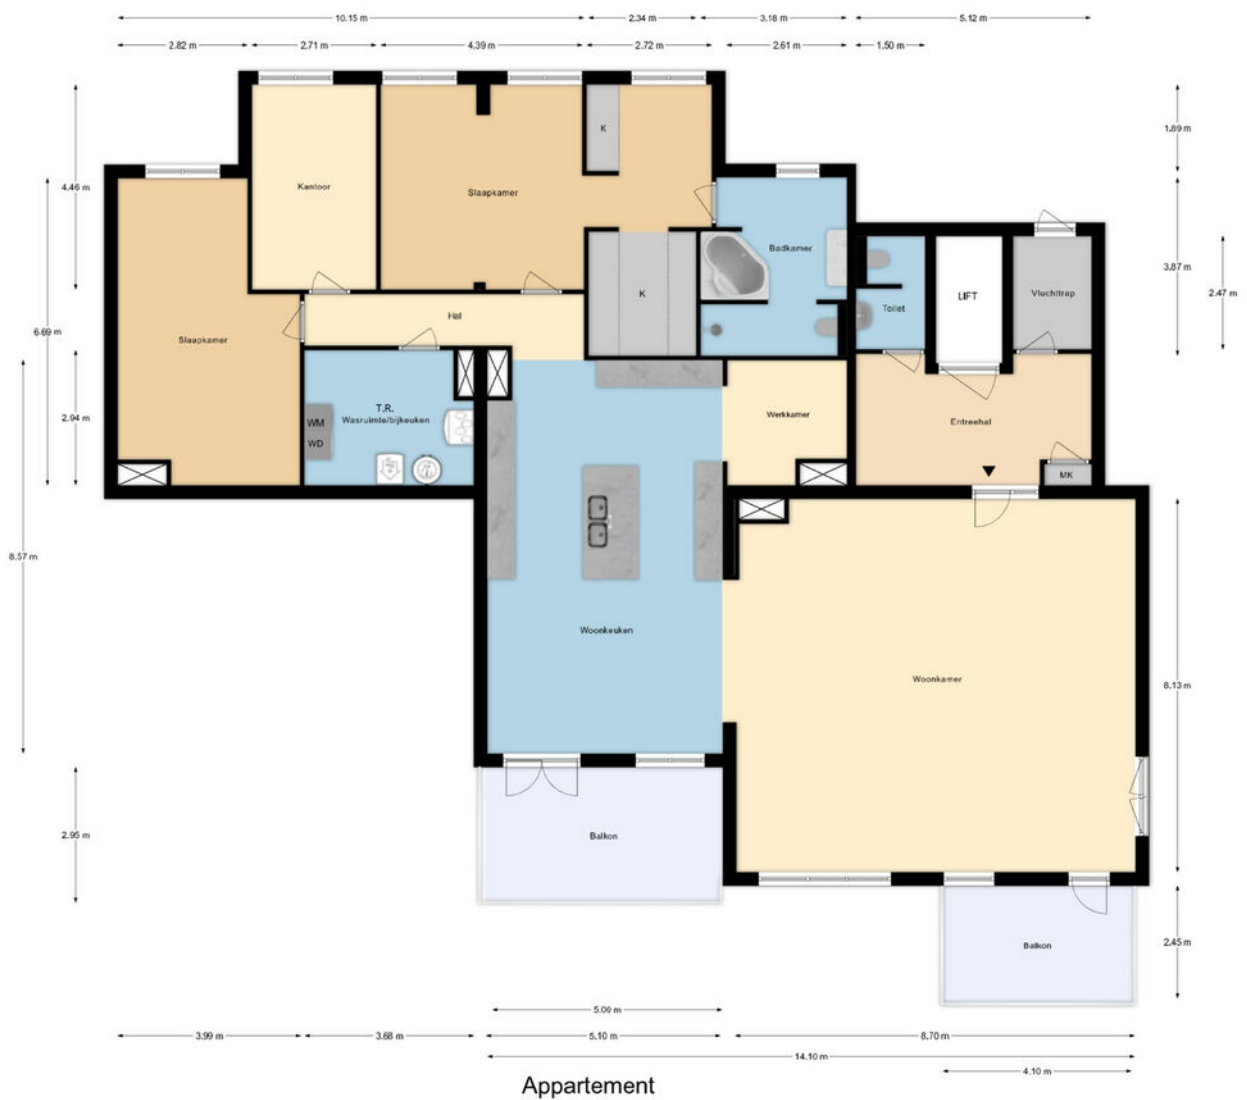 10.15 m
2.34 m
3.18 m
5.12 m
2.82 m
2.71 m
4.39 m
2.72 m
2.61 m
1.50 m
1.89 m
4.46 m
K
Kantoor
Slaapkamer
Badkamer
3.87 m
2.47 m
K
Vluchttrap
LIFT
Toilet
Hal
6.69 m
Slaapkamer
T.R.
Wasruimte/bijkeuken
WM
WD
2.94 m
Werkkamer
Entreehal
MK
8.57 m
Woonkeuken
Woonkamer
8.13 m
2.95 m
Balkon
Balkon
2.45 m
5.00 m
3.99 m
3.68 m
5.10 m
8.70 m
14.10 m
4.10 m
Appartement